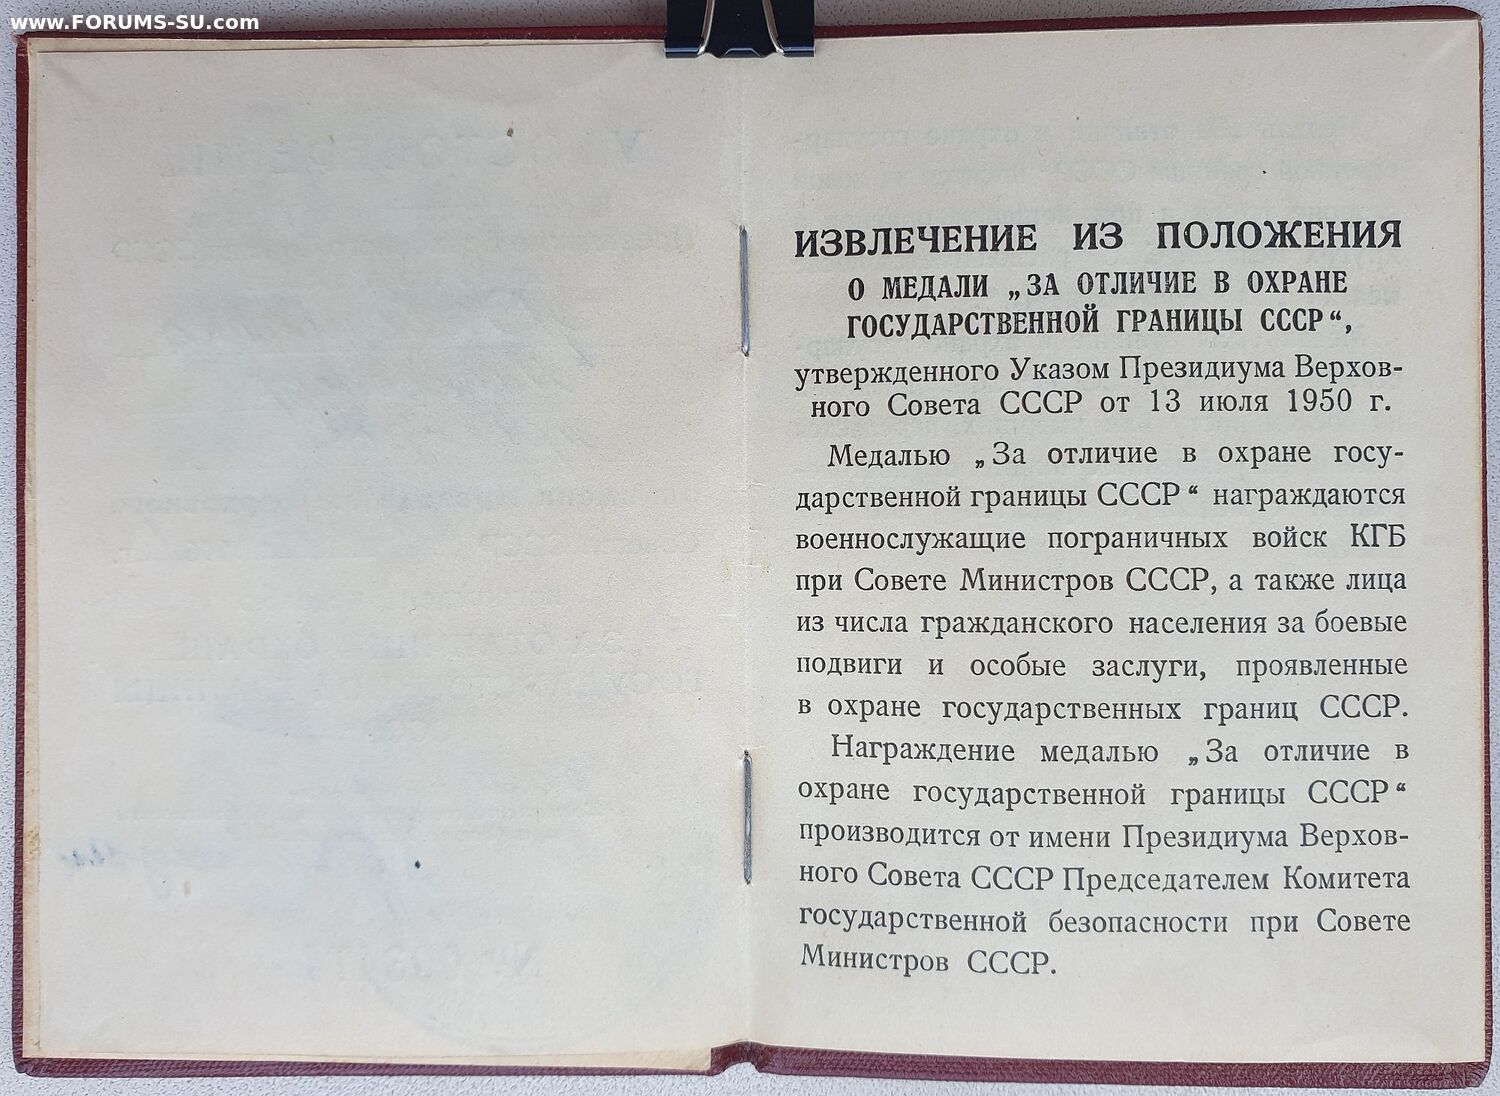 www.FORUMS-SU.com
ИЗВЛЕЧЕНИЕ ИЗ ПОЛОЖЕНИЯ
О МЕДАЛИ „ЗА ОТЛИЧИЕ В ОХРАНЕ
ГОСУДАРСТВЕННОЙ ГРАНИЦЫ СССР“,
утвержденного Указом Президиума Верхов-
ного Совета СССР от 13 июля 1950 г.
Медалью „За отличие в охране госу-
дарственной границы СССР“ награждаются
военнослужащие пограничных войск КГБ
при Совете Министров СССР, а также лица
из числа гражданского населения за боевые
подвиги и особые заслуги, проявленные
в охране государственных границ СССР.
Награждение медалью „За отличие в
охране государственной границы СССР“
производится от имени Президиума Верхов-
ного Совета СССР Председателем Комитета
государственной безопасности при Совете
Министров СССР.